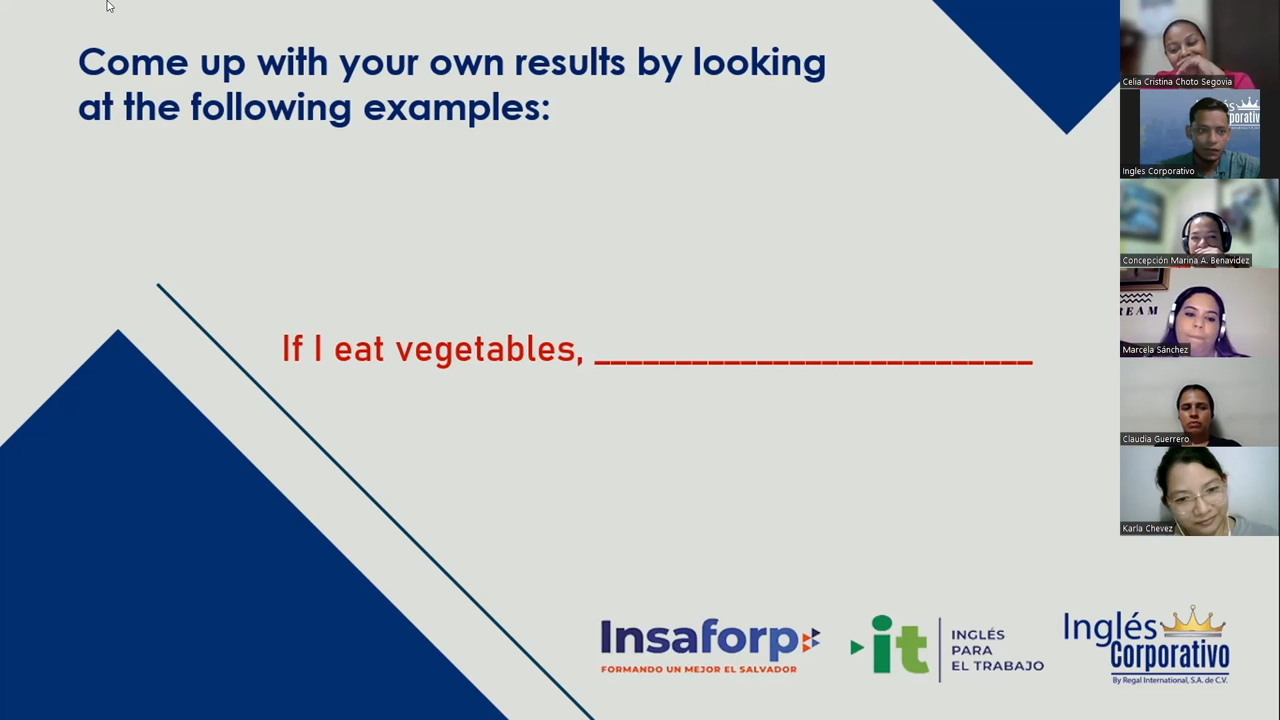 Come up with your own results by looking
at the following examples:
If I eat vegetables, ___________________________
Celia Cristina Choto Segovia
Ingles Corporativo
Concepción Marina A. Benavidez
Marcela Sánchez
Claudia Guerrero
Karla Chevez
Insaforp
FORMANDO UN MEJOR EL SALVADOR
it
INGLÉS
PARA
EL TRABAJO
Inglés
Corporativo
By Regal International, S.A. de C.V.